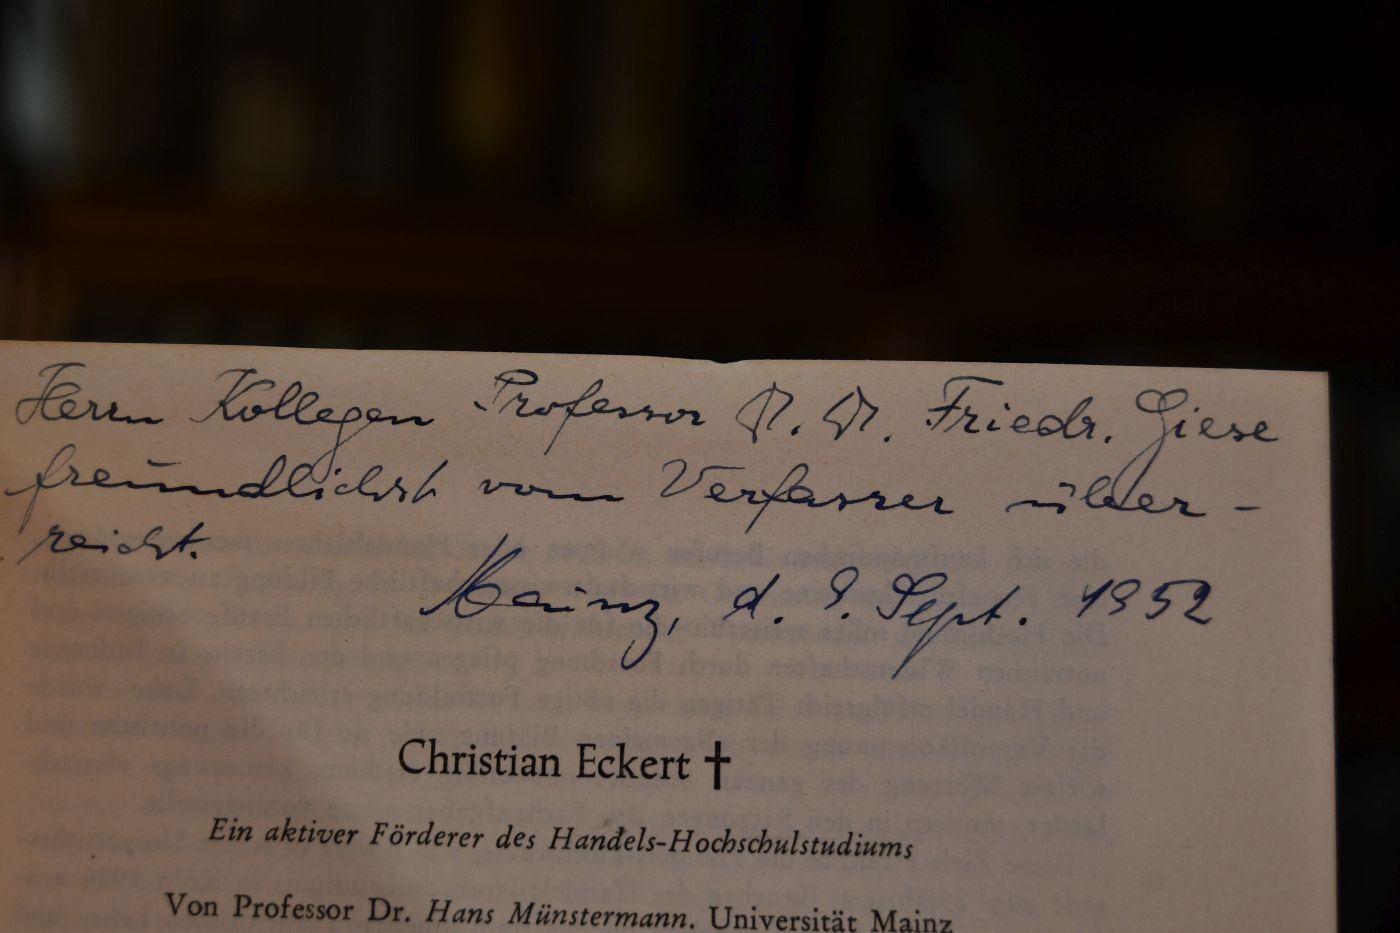 Herrn Kollegen Professor D. D. Friedr. Giese
freundlichst vom Verfasser über-
reicht.
Mainz, d. 9. Sept. 1952
Christian Eckert †
Ein aktiver Förderer des Handels-Hochschulstudiums
Von Professor Dr. Hans Münstermann. Universität Mainz